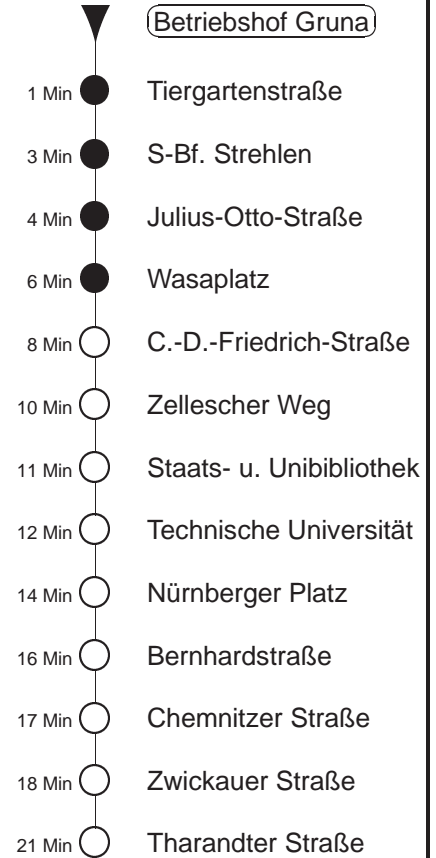 Betriebshof Gruna
1 Min Tiergartenstraße
3 Min S-Bf. Strehlen
4 Min Julius-Otto-Straße
6 Min Wasaplatz
8 Min C.-D.-Friedrich-Straße
10 Min Zellescher Weg
11 Min Staats- u. Unibibliothek
12 Min Technische Universität
14 Min Nürnberger Platz
16 Min Bernhardstraße
17 Min Chemnitzer Straße
18 Min Zwickauer Straße
21 Min Tharandter Straße